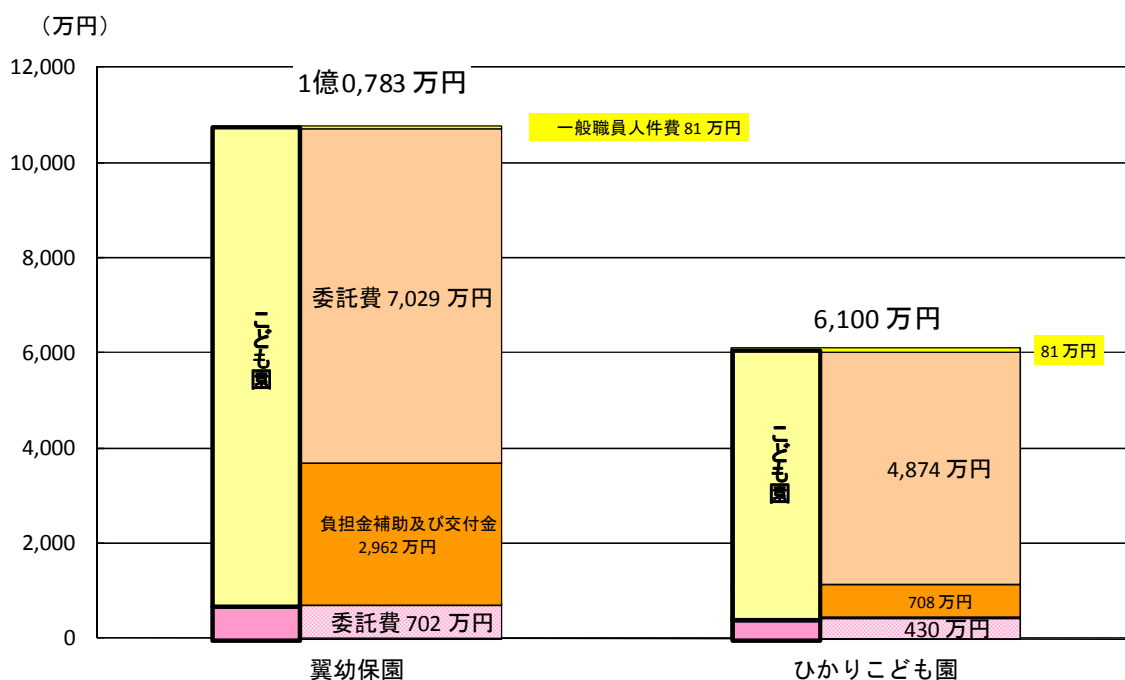 （万円）
12,000
10,000
8,000
6,000
4,000
2,000
0
1億0,783 万円
一般職員人件費 81 万円
こども園
委託費 7,029 万円
負担金補助及び交付金
2,962 万円
委託費 702 万円
翼幼保園
6,100 万円
81 万円
こども園
4,874 万円
708 万円
430 万円
ひかりこども園